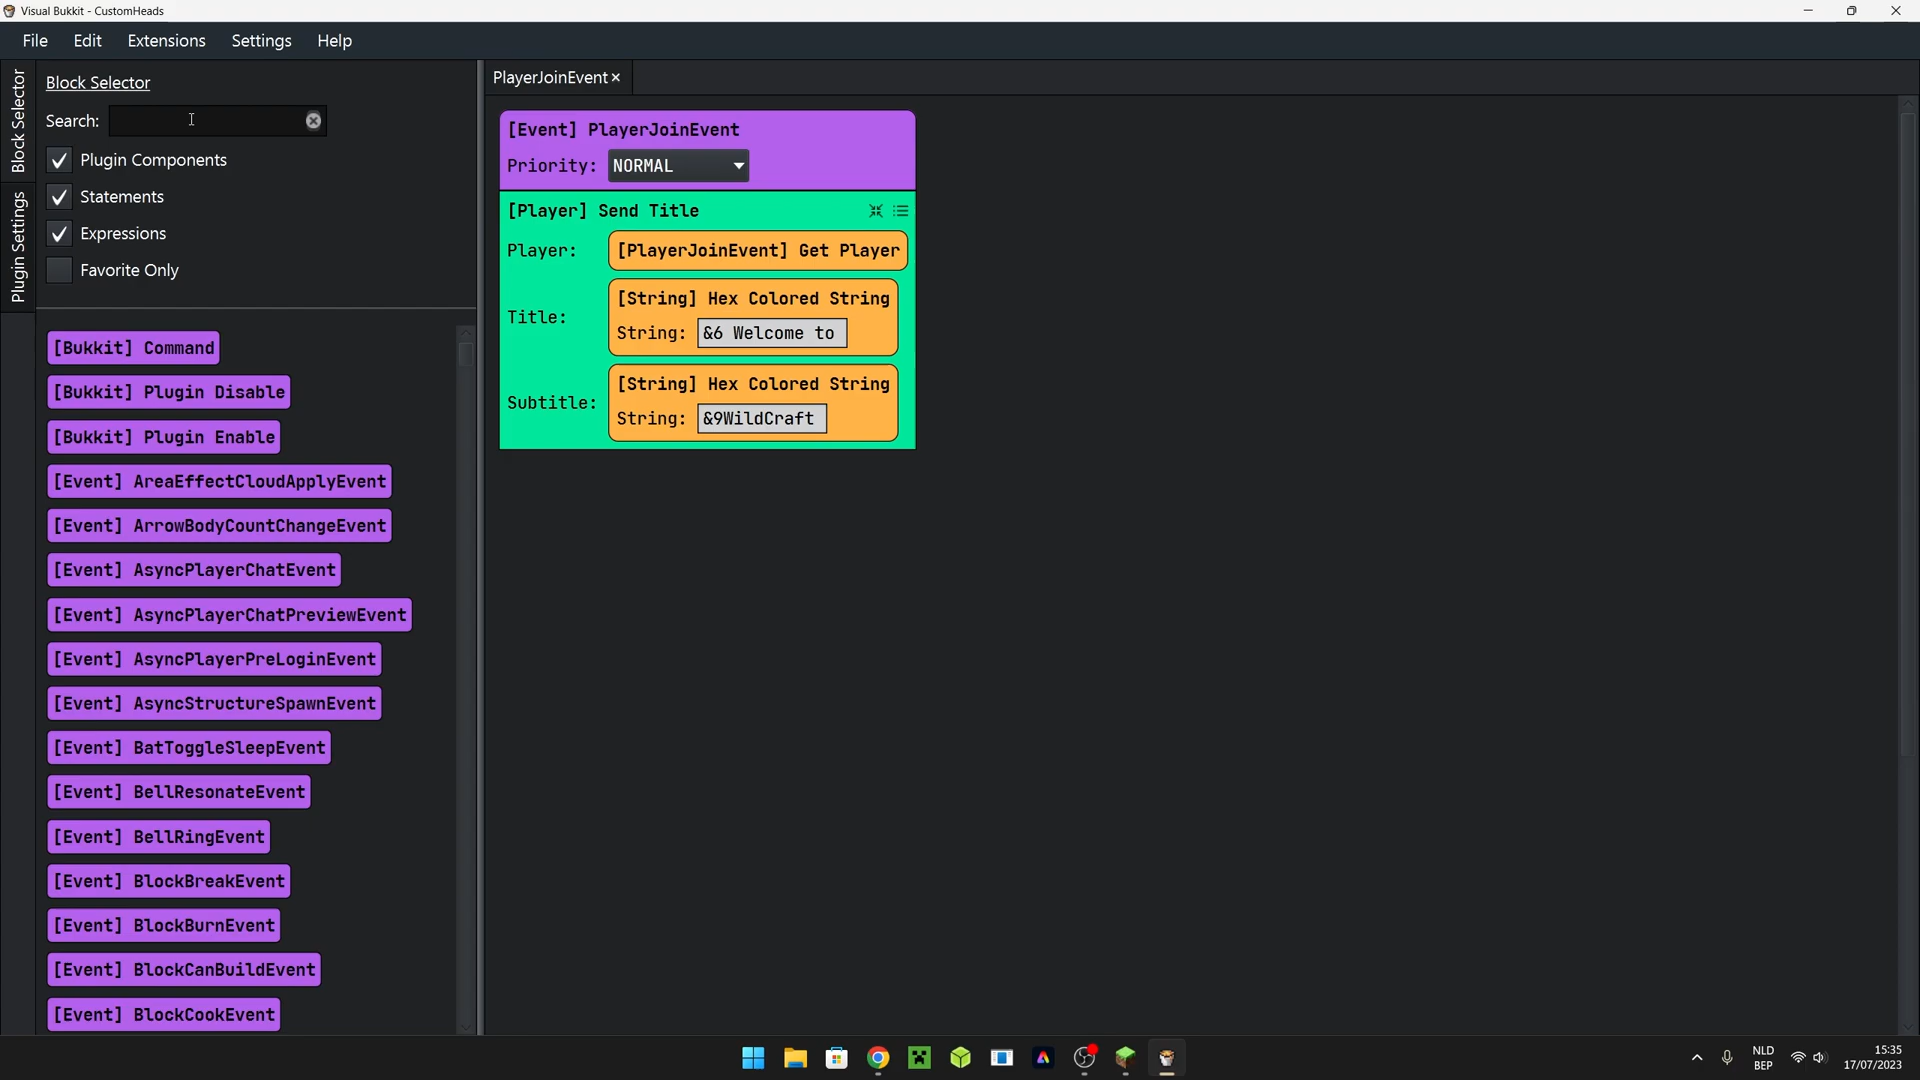 Visual Bukkit - CustomHeads
File Edit Extensions Settings Help
Block Selector
Plugin Settings
Block Selector
Search:
Plugin Components
Statements
Expressions
Favorite Only
[Bukkit] Command
[Bukkit] Plugin Disable
[Bukkit] Plugin Enable
[Event] AreaEffectCloudApplyEvent
[Event] ArrowBodyCountChangeEvent
[Event] AsyncPlayerChatEvent
[Event] AsyncPlayerChatPreviewEvent
[Event] AsyncPlayerPreLoginEvent
[Event] AsyncStructureSpawnEvent
[Event] BatToggleSleepEvent
[Event] BellResonateEvent
[Event] BellRingEvent
[Event] BlockBreakEvent
[Event] BlockBurnEvent
[Event] BlockCanBuildEvent
[Event] BlockCookEvent
PlayerJoinEvent
[Event] PlayerJoinEvent
Priority: NORMAL
[Player] Send Title
Player: [PlayerJoinEvent] Get Player
Title: [String] Hex Colored String
String: &6 Welcome to
Subtitle: [String] Hex Colored String
String: &9WildCraft
NLD
BEP
15:35
17/07/2023